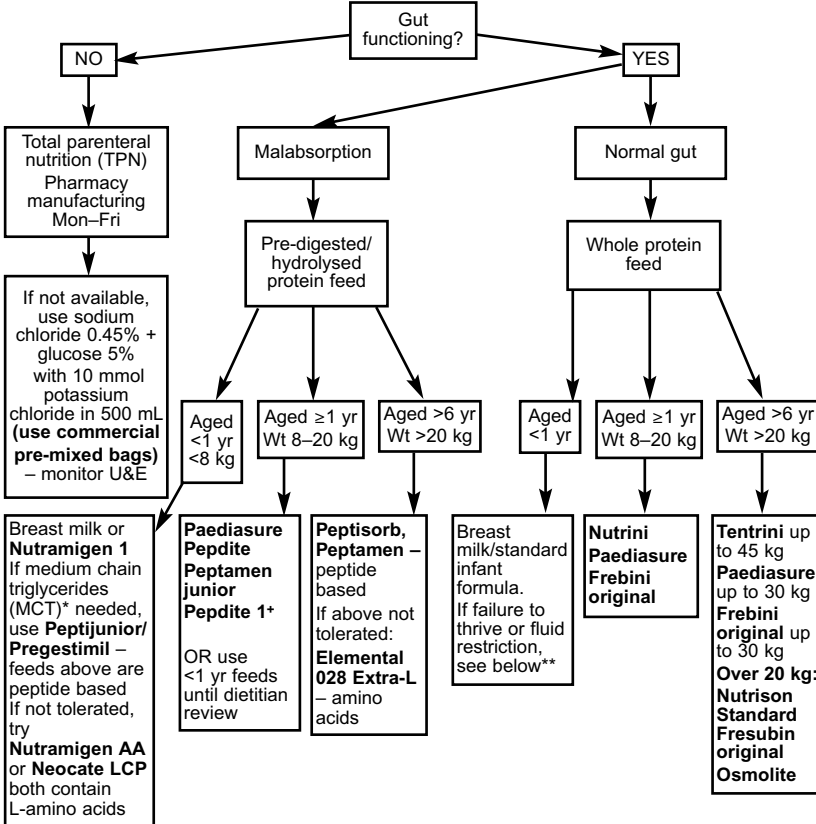 Gut
functioning?
NO
YES
Total parenteral
nutrition (TPN)
Pharmacy
manufacturing
Mon–Fri
Malabsorption
Normal gut
Pre-digested/
hydrolysed
protein feed
Whole protein
feed
If not available,
use sodium
chloride 0.45% +
glucose 5%
with 10 mmol
potassium
chloride in 500 mL
(use commercial
pre-mixed bags)
– monitor U&E
Aged
<1 yr
<8 kg
Aged ≥1 yr
Wt 8–20 kg
Aged >6 yr
Wt >20 kg
Aged
<1 yr
Aged ≥1 yr
Wt 8–20 kg
Aged >6 yr
Wt >20 kg
Breast milk or
Nutramigen 1
If medium chain
triglycerides
(MCT)* needed,
use Peptijunior/
Pregestimil –
feeds above are
peptide based
If not tolerated,
try
Nutramigen AA
or Neocate LCP
both contain
L-amino acids
Paediasure
Pepdite
Peptamen
junior
Pepdite 1+
OR use
<1 yr feeds
until dietitian
review
Peptisorb,
Peptamen –
peptide
based
If above not
tolerated:
Elemental
028 Extra-L
– amino
acids
Breast
milk/standard
infant
formula.
If failure to
thrive or fluid
restriction,
see below**
Nutrini
Paediasure
Frebini
original
Tentrini up
to 45 kg
Paediasure
up to 30 kg
Frebini
original up
to 30 kg
Over 20 kg:
Nutrison
Standard
Fresubin
original
Osmolite